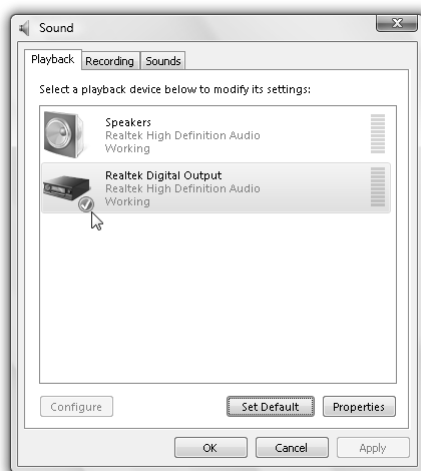 Sound
Playback Recording Sounds
Select a playback device below to modify its settings:
Speakers
Realtek High Definition Audio
Working
Realtek Digital Output
Realtek High Definition Audio
Working
Configure Set Default Properties
OK Cancel Apply